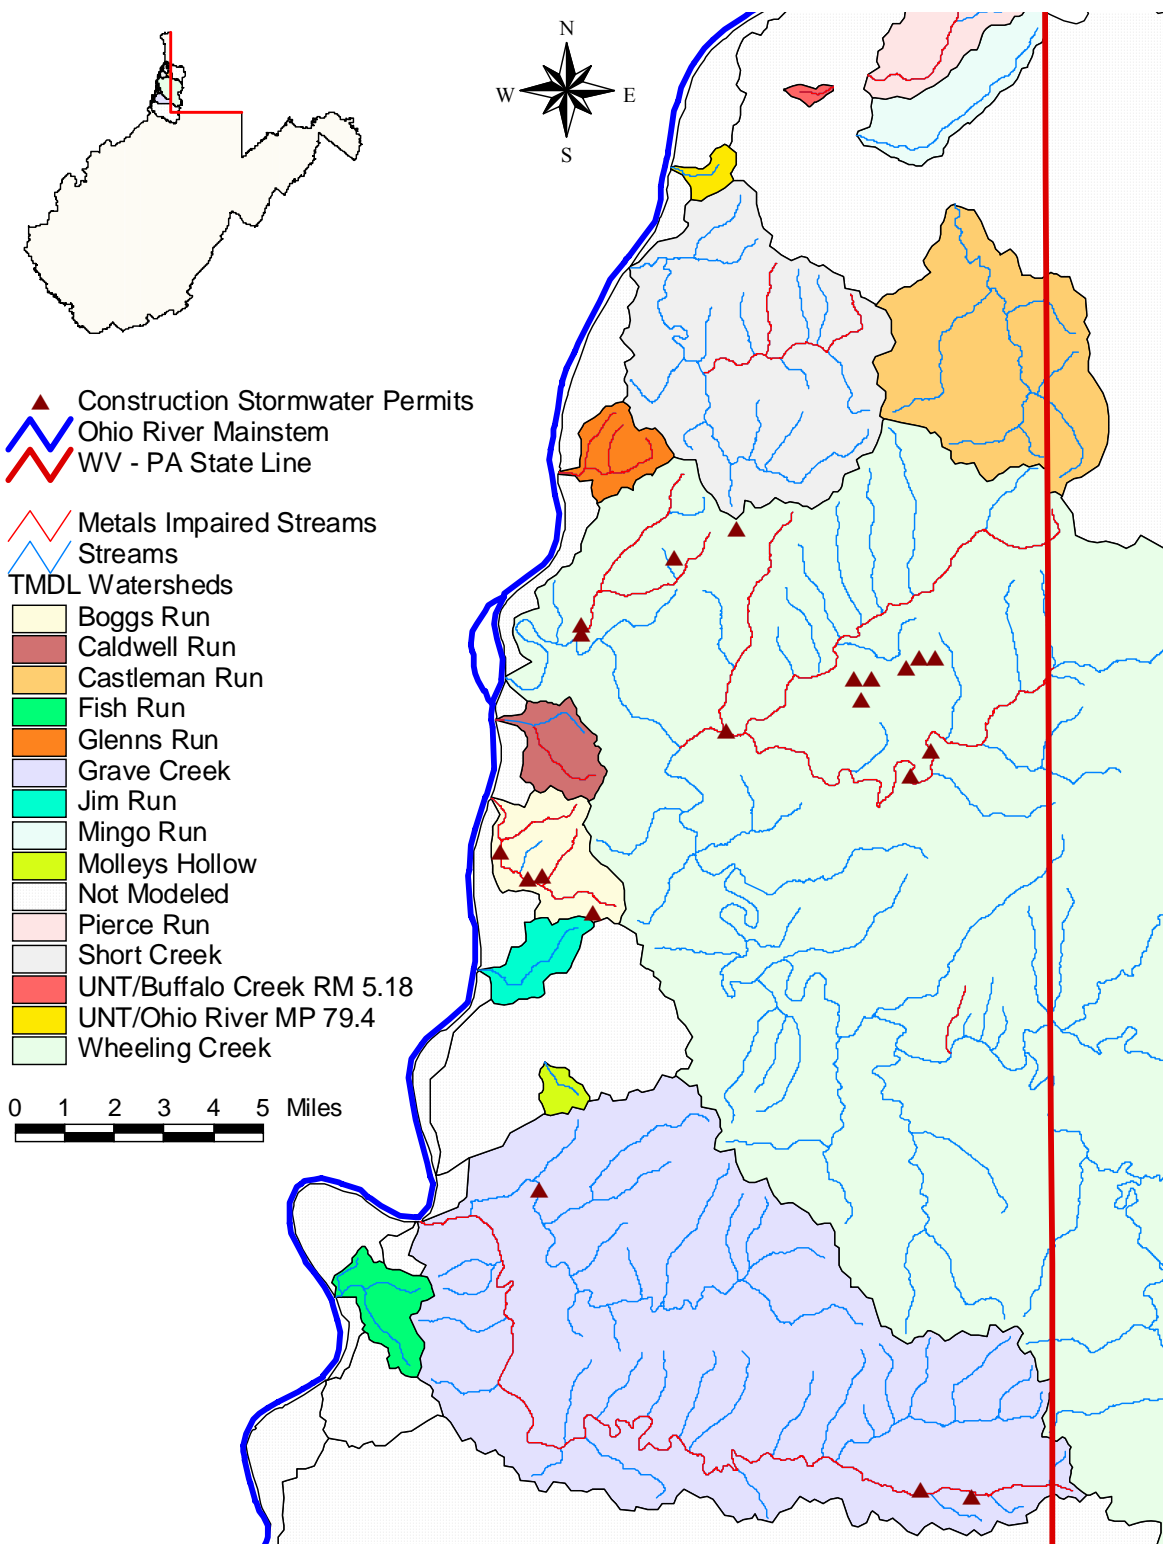 N
W E
S
Construction Stormwater Permits
Ohio River Mainstem
WV - PA State Line
Metals Impaired Streams
Streams
TMDL Watersheds
Boggs Run
Caldwell Run
Castleman Run
Fish Run
Glenns Run
Grave Creek
Jim Run
Mingo Run
Molleys Hollow
Not Modeled
Pierce Run
Short Creek
UNT/Buffalo Creek RM 5.18
UNT/Ohio River MP 79.4
Wheeling Creek
0 1 2 3 4 5 Miles